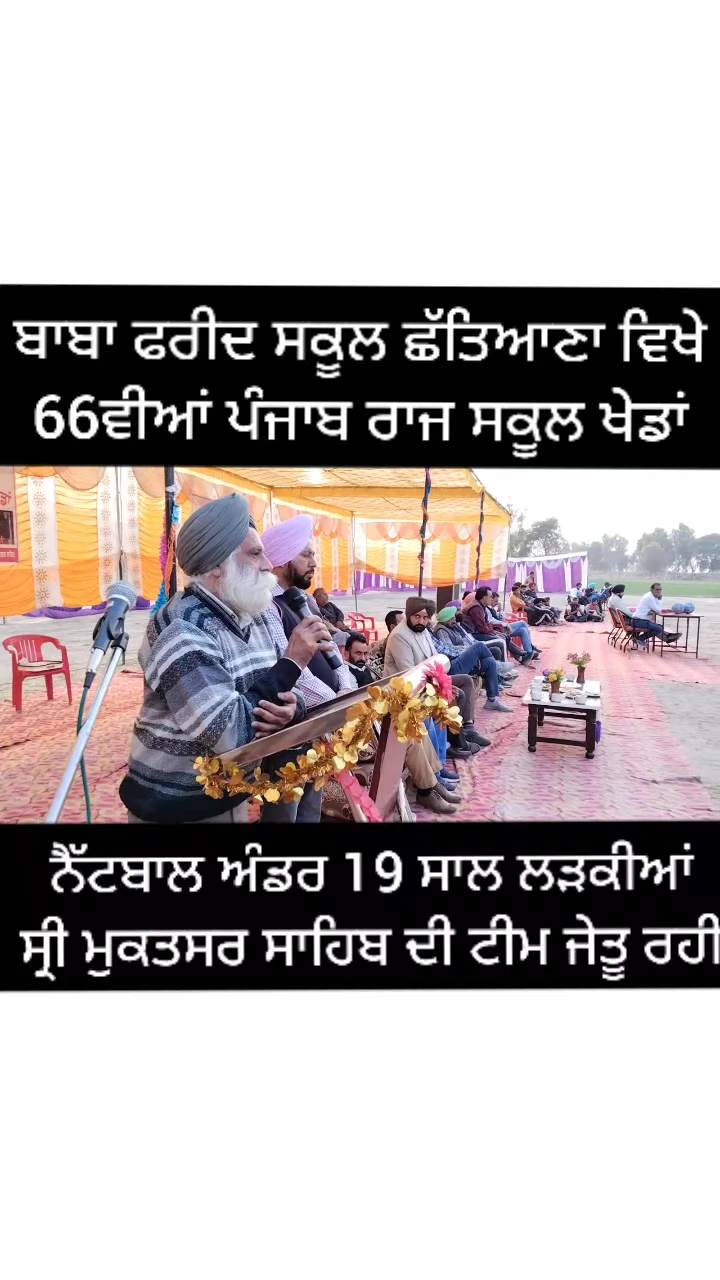 ਬਾਬਾ ਫਰੀਦ ਸਕੂਲ ਛੱਤਿਆਣਾ ਵਿਖੇ
66ਵੀਆਂ ਪੰਜਾਬ ਰਾਜ ਸਕੂਲ ਖੇਡਾਂ
ਨੈੱਟਬਾਲ ਅੰਡਰ 19 ਸਾਲ ਲੜਕੀਆਂ
ਸ੍ਰੀ ਮੁਕਤਸਰ ਸਾਹਿਬ ਦੀ ਟੀਮ ਜੇਤੂ ਰਹੀ